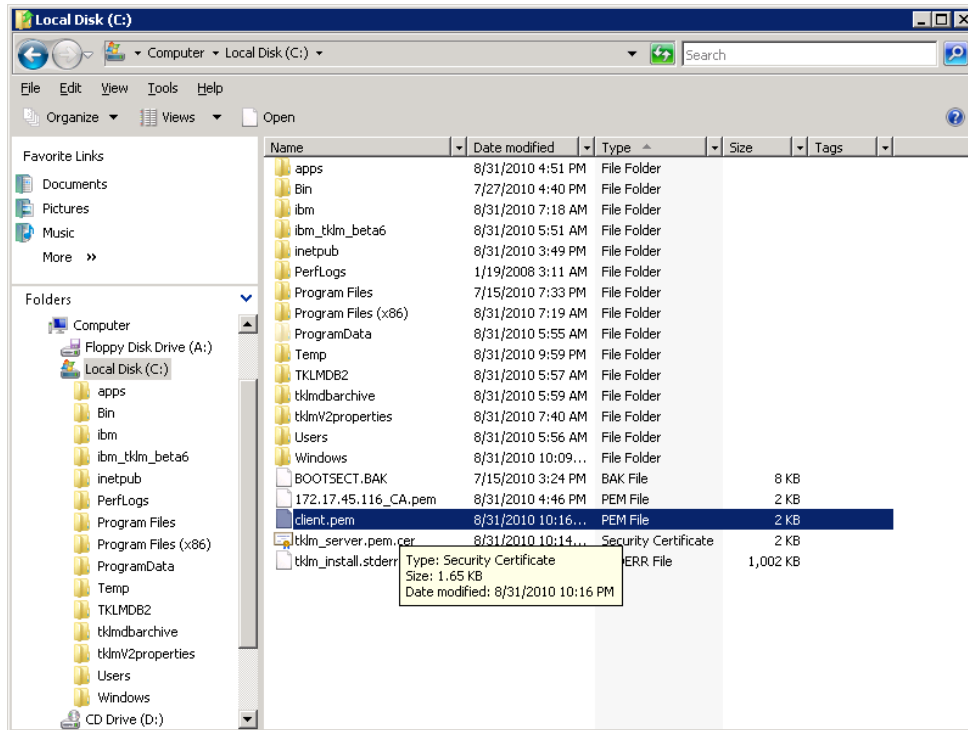 Local Disk (C:)
Computer Local Disk (C:) Search
File Edit View Tools Help
Organize Views Open
Favorite Links
Documents
Pictures
Music
More >>
Folders
Computer
Floppy Disk Drive (A:)
Local Disk (C:)
apps
Bin
ibm
ibm_tklm_beta6
inetpub
PerfLogs
Program Files
Program Files (x86)
ProgramData
Temp
TKLMDB2
tklmdbarchive
tklmV2properties
Users
Windows
CD Drive (D:)
Name Date modified Type Size Tags
apps 8/31/2010 4:51 PM File Folder
Bin 7/27/2010 4:40 PM File Folder
ibm 8/31/2010 7:18 AM File Folder
ibm_tklm_beta6 8/31/2010 5:51 AM File Folder
inetpub 8/31/2010 3:49 PM File Folder
PerfLogs 1/19/2008 3:11 AM File Folder
Program Files 7/15/2010 7:33 PM File Folder
Program Files (x86) 8/31/2010 7:19 AM File Folder
ProgramData 8/31/2010 5:55 AM File Folder
Temp 8/31/2010 9:59 PM File Folder
TKLMDB2 8/31/2010 5:57 AM File Folder
tklmdbarchive 8/31/2010 5:59 AM File Folder
tklmV2properties 8/31/2010 7:40 AM File Folder
Users 8/31/2010 5:56 AM File Folder
Windows 8/31/2010 10:09... File Folder
BOOTSECT.BAK 7/15/2010 3:24 PM BAK File 8 KB
172.17.45.116_CA.pem 8/31/2010 4:46 PM PEM File 2 KB
client.pem 8/31/2010 10:16... PEM File 2 KB
tklm_server.pem.cer 8/31/2010 10:14... Security Certificate 2 KB
tklm_install.stderr ERR File 1,002 KB
Type: Security Certificate
Size: 1.65 KB
Date modified: 8/31/2010 10:16 PM